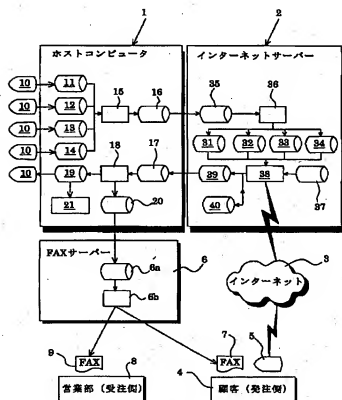 1
2
ホストコンピュータ
インターネットサーバー
10 11
10 12
10 13
10 14
10 19
15
16
17
18
20
21
35
36
31 32 33 34
39
38
37
40
FAXサーバー
6
6a
6b
3
インターネット
9
FAX
8
営業部(受注側)
7
FAX
5
4
顧客(発注側)